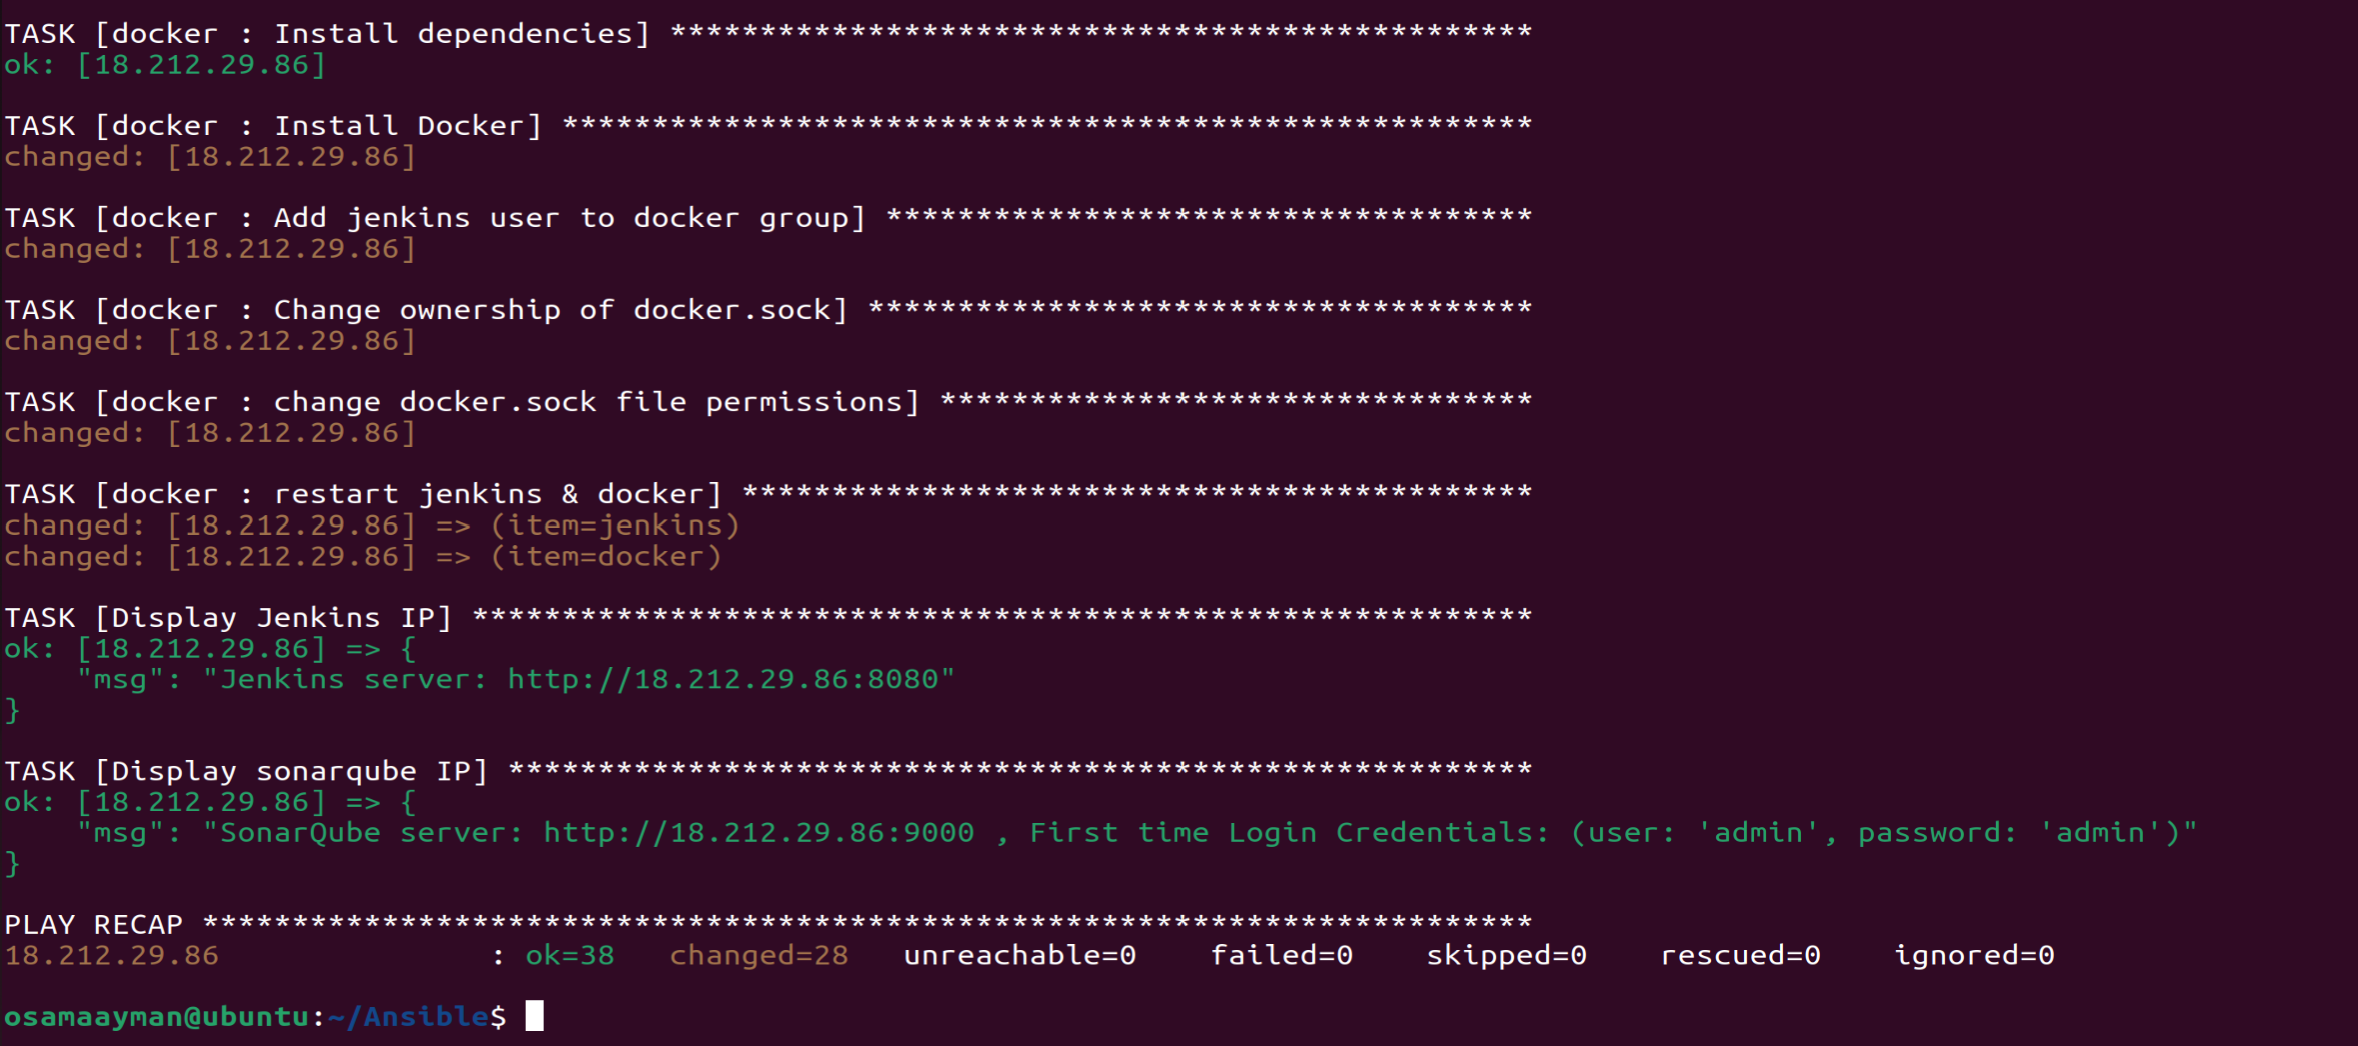 TASK [docker : Install dependencies] ************************************************
ok: [18.212.29.86]
TASK [docker : Install Docker] ******************************************************
changed: [18.212.29.86]
TASK [docker : Add jenkins user to docker group] ************************************
changed: [18.212.29.86]
TASK [docker : Change ownership of docker.sock] *************************************
changed: [18.212.29.86]
TASK [docker : change docker.sock file permissions] *********************************
changed: [18.212.29.86]
TASK [docker : restart jenkins & docker] ********************************************
changed: [18.212.29.86] => (item=jenkins)
changed: [18.212.29.86] => (item=docker)
TASK [Display Jenkins IP] ***********************************************************
ok: [18.212.29.86] => {
    "msg": "Jenkins server: http://18.212.29.86:8080"
}
TASK [Display sonarqube IP] *********************************************************
ok: [18.212.29.86] => {
    "msg": "SonarQube server: http://18.212.29.86:9000 , First time Login Credentials: (user: 'admin', password: 'admin')"
}
PLAY RECAP **************************************************************************
18.212.29.86               : ok=38   changed=28   unreachable=0    failed=0    skipped=0    rescued=0    ignored=0
osamaayman@ubuntu:~/Ansible$